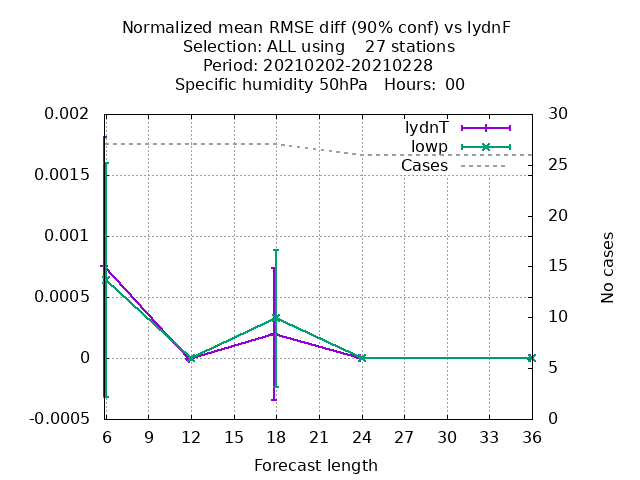 Normalized mean RMSE diff (90% conf) vs lydnF
Selection: ALL using    27 stations
Period: 20210202-20210228
Specific humidity 50hPa   Hours:  00
0.002
0.0015
0.001
0.0005
0
-0.0005
30
25
20
15
10
5
0
lydnT
lowp
Cases
No cases
6 9 12 15 18 21 24 27 30 33 36
Forecast length